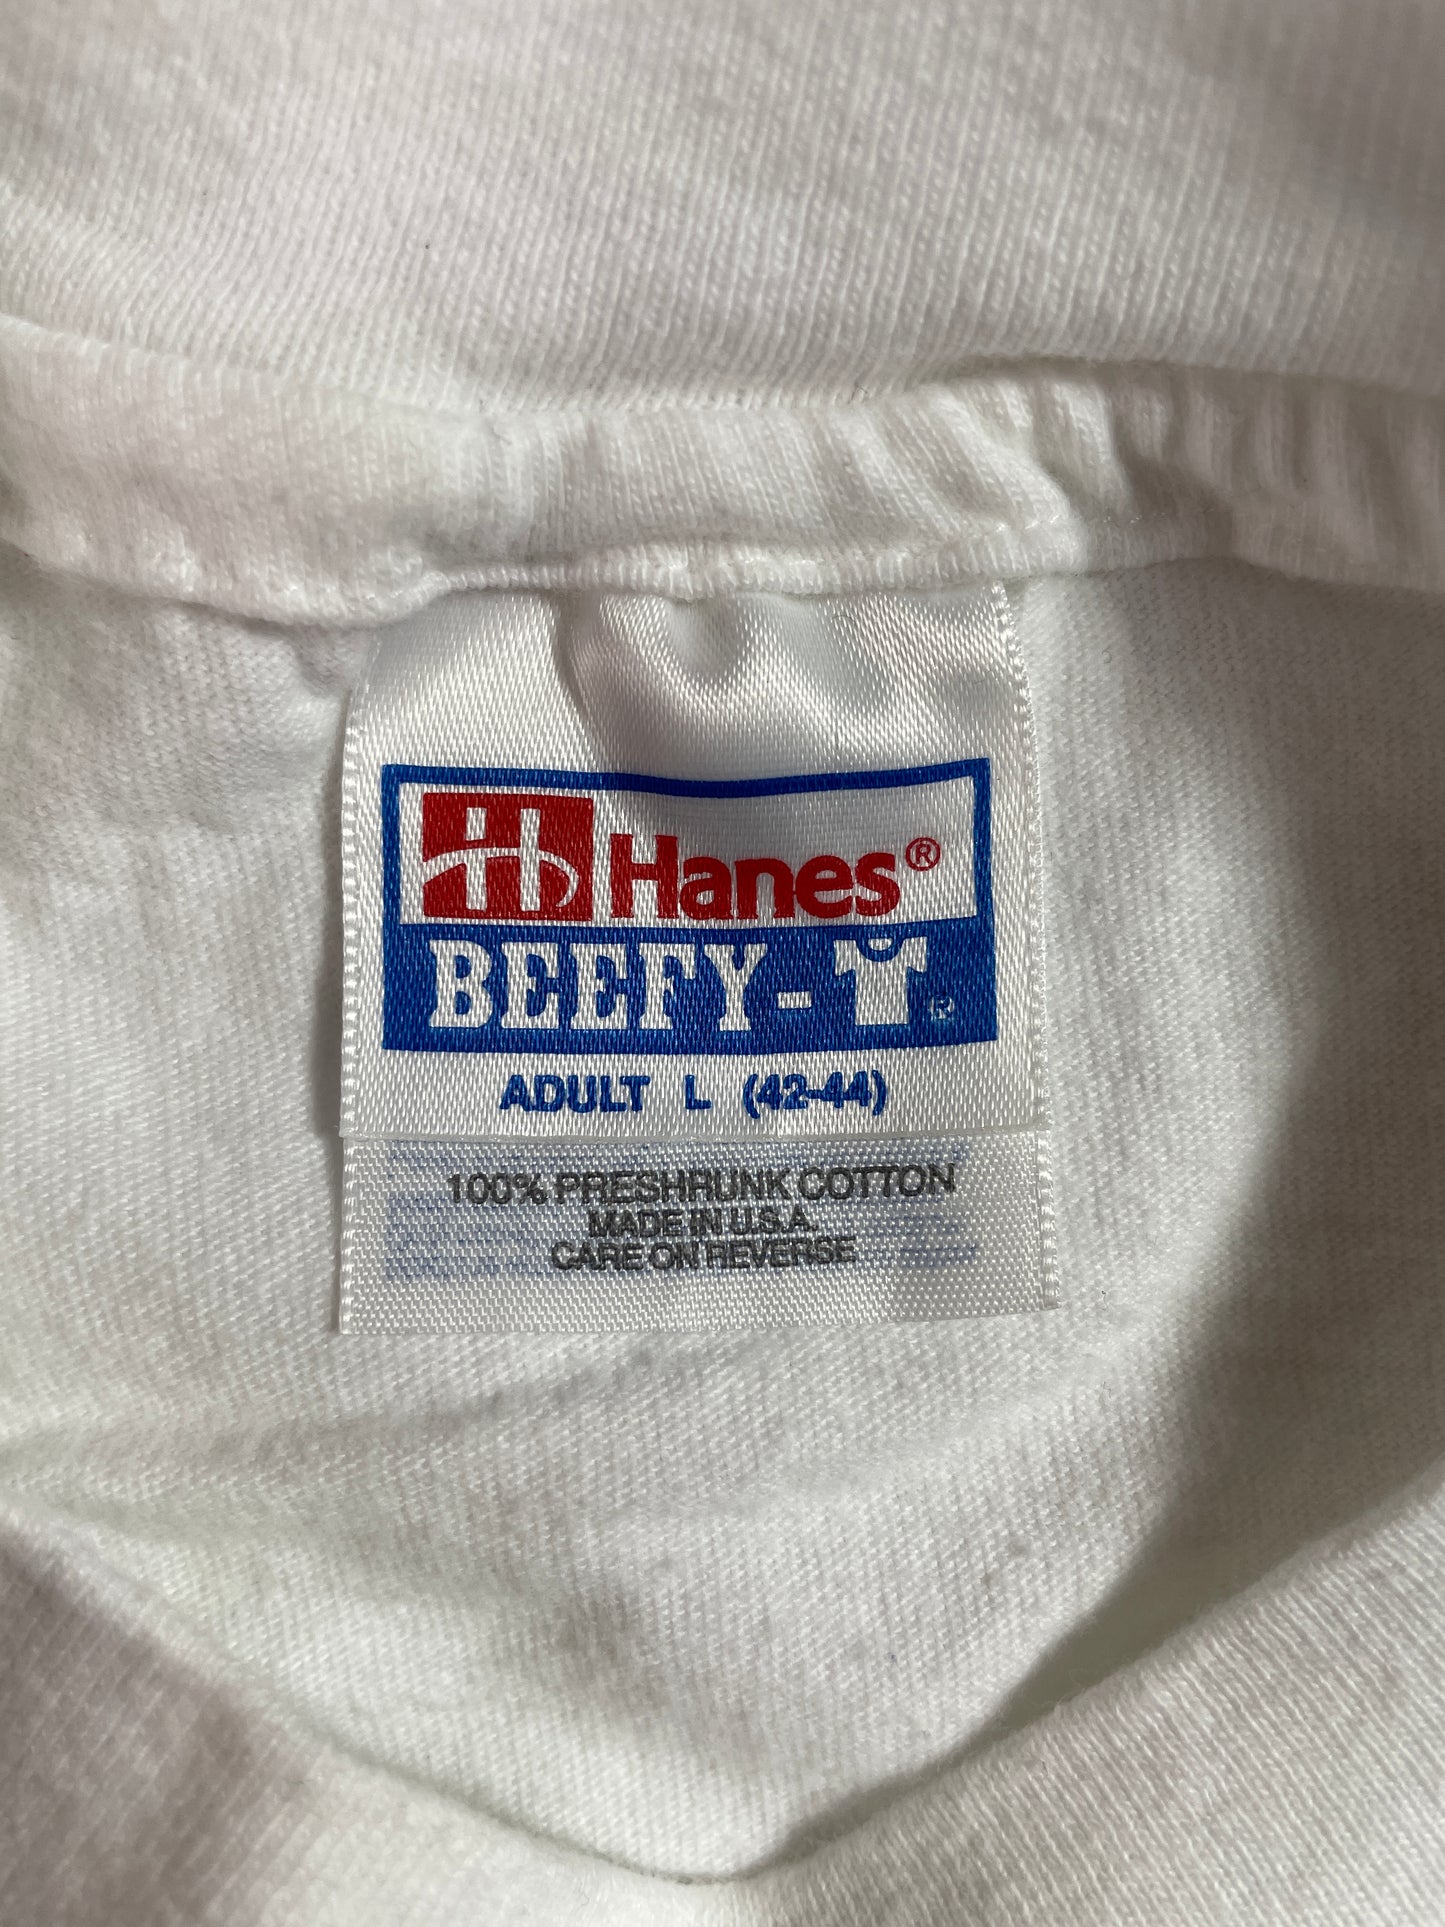 Hanes®
BEEFY-T®
ADULT L (42-44)
100% PRESHRUNK COTTON
MADE IN U.S.A.
CARE ON REVERSE